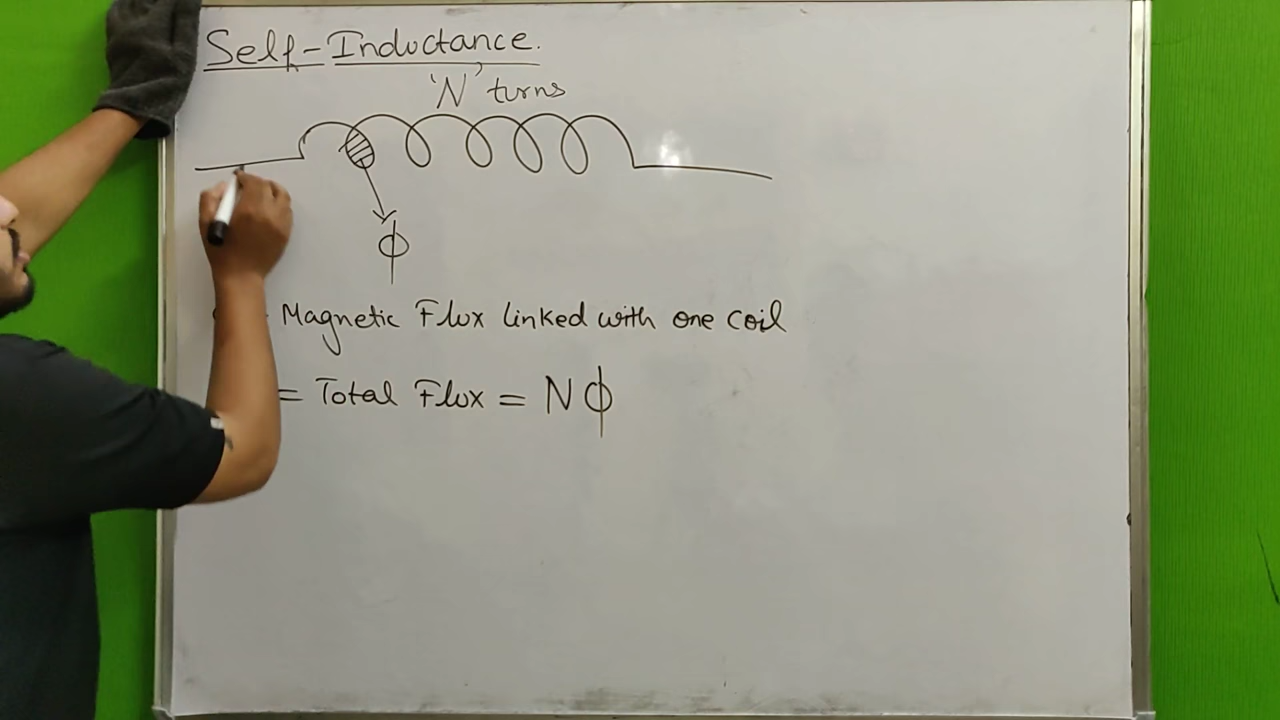 Self-Inductance.
'N' turns
ϕ
Magnetic Flux linked with one coil
= Total Flux = Nϕ